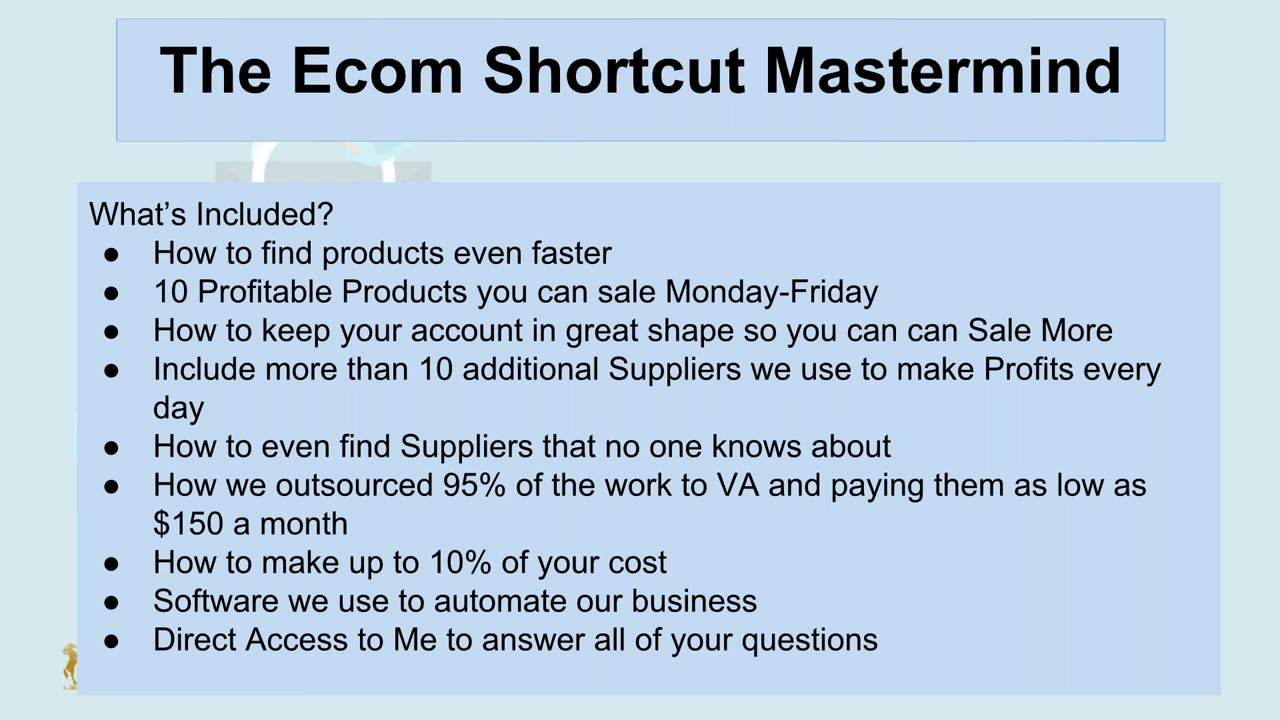 The Ecom Shortcut Mastermind
What’s Included?
● How to find products even faster
● 10 Profitable Products you can sale Monday-Friday
● How to keep your account in great shape so you can can Sale More
● Include more than 10 additional Suppliers we use to make Profits every
day
● How to even find Suppliers that no one knows about
● How we outsourced 95% of the work to VA and paying them as low as
$150 a month
● How to make up to 10% of your cost
● Software we use to automate our business
● Direct Access to Me to answer all of your questions